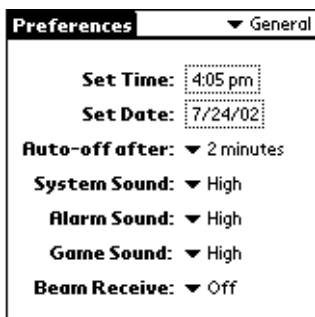 Preferences General
Set Time: 4:05 pm
Set Date: 7/24/02
Auto-off after: 2 minutes
System Sound: High
Alarm Sound: High
Game Sound: High
Beam Receive: Off